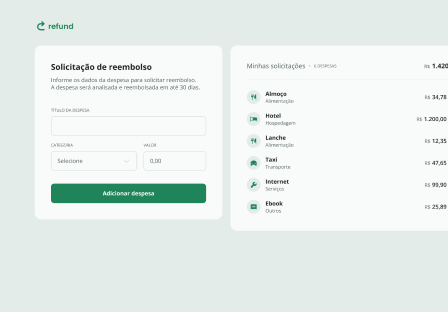 refund
Solicitação de reembolso
Informe os dados da despesa para solicitar reembolso.
A despesa será analisada e reembolsada em até 30 dias.
TÍTULO DA DESPESA
CATEGORIA
VALOR
Selecione
0,00
Adicionar despesa
Minhas solicitações • 6 DESPESAS
R$ 1.420
Almoço
Alimentação
R$ 34,78
Hotel
Hospedagem
R$ 1.200,00
Lanche
Alimentação
R$ 12,35
Taxi
Transporte
R$ 47,65
Internet
Serviços
R$ 99,90
Ebook
Outros
R$ 25,89